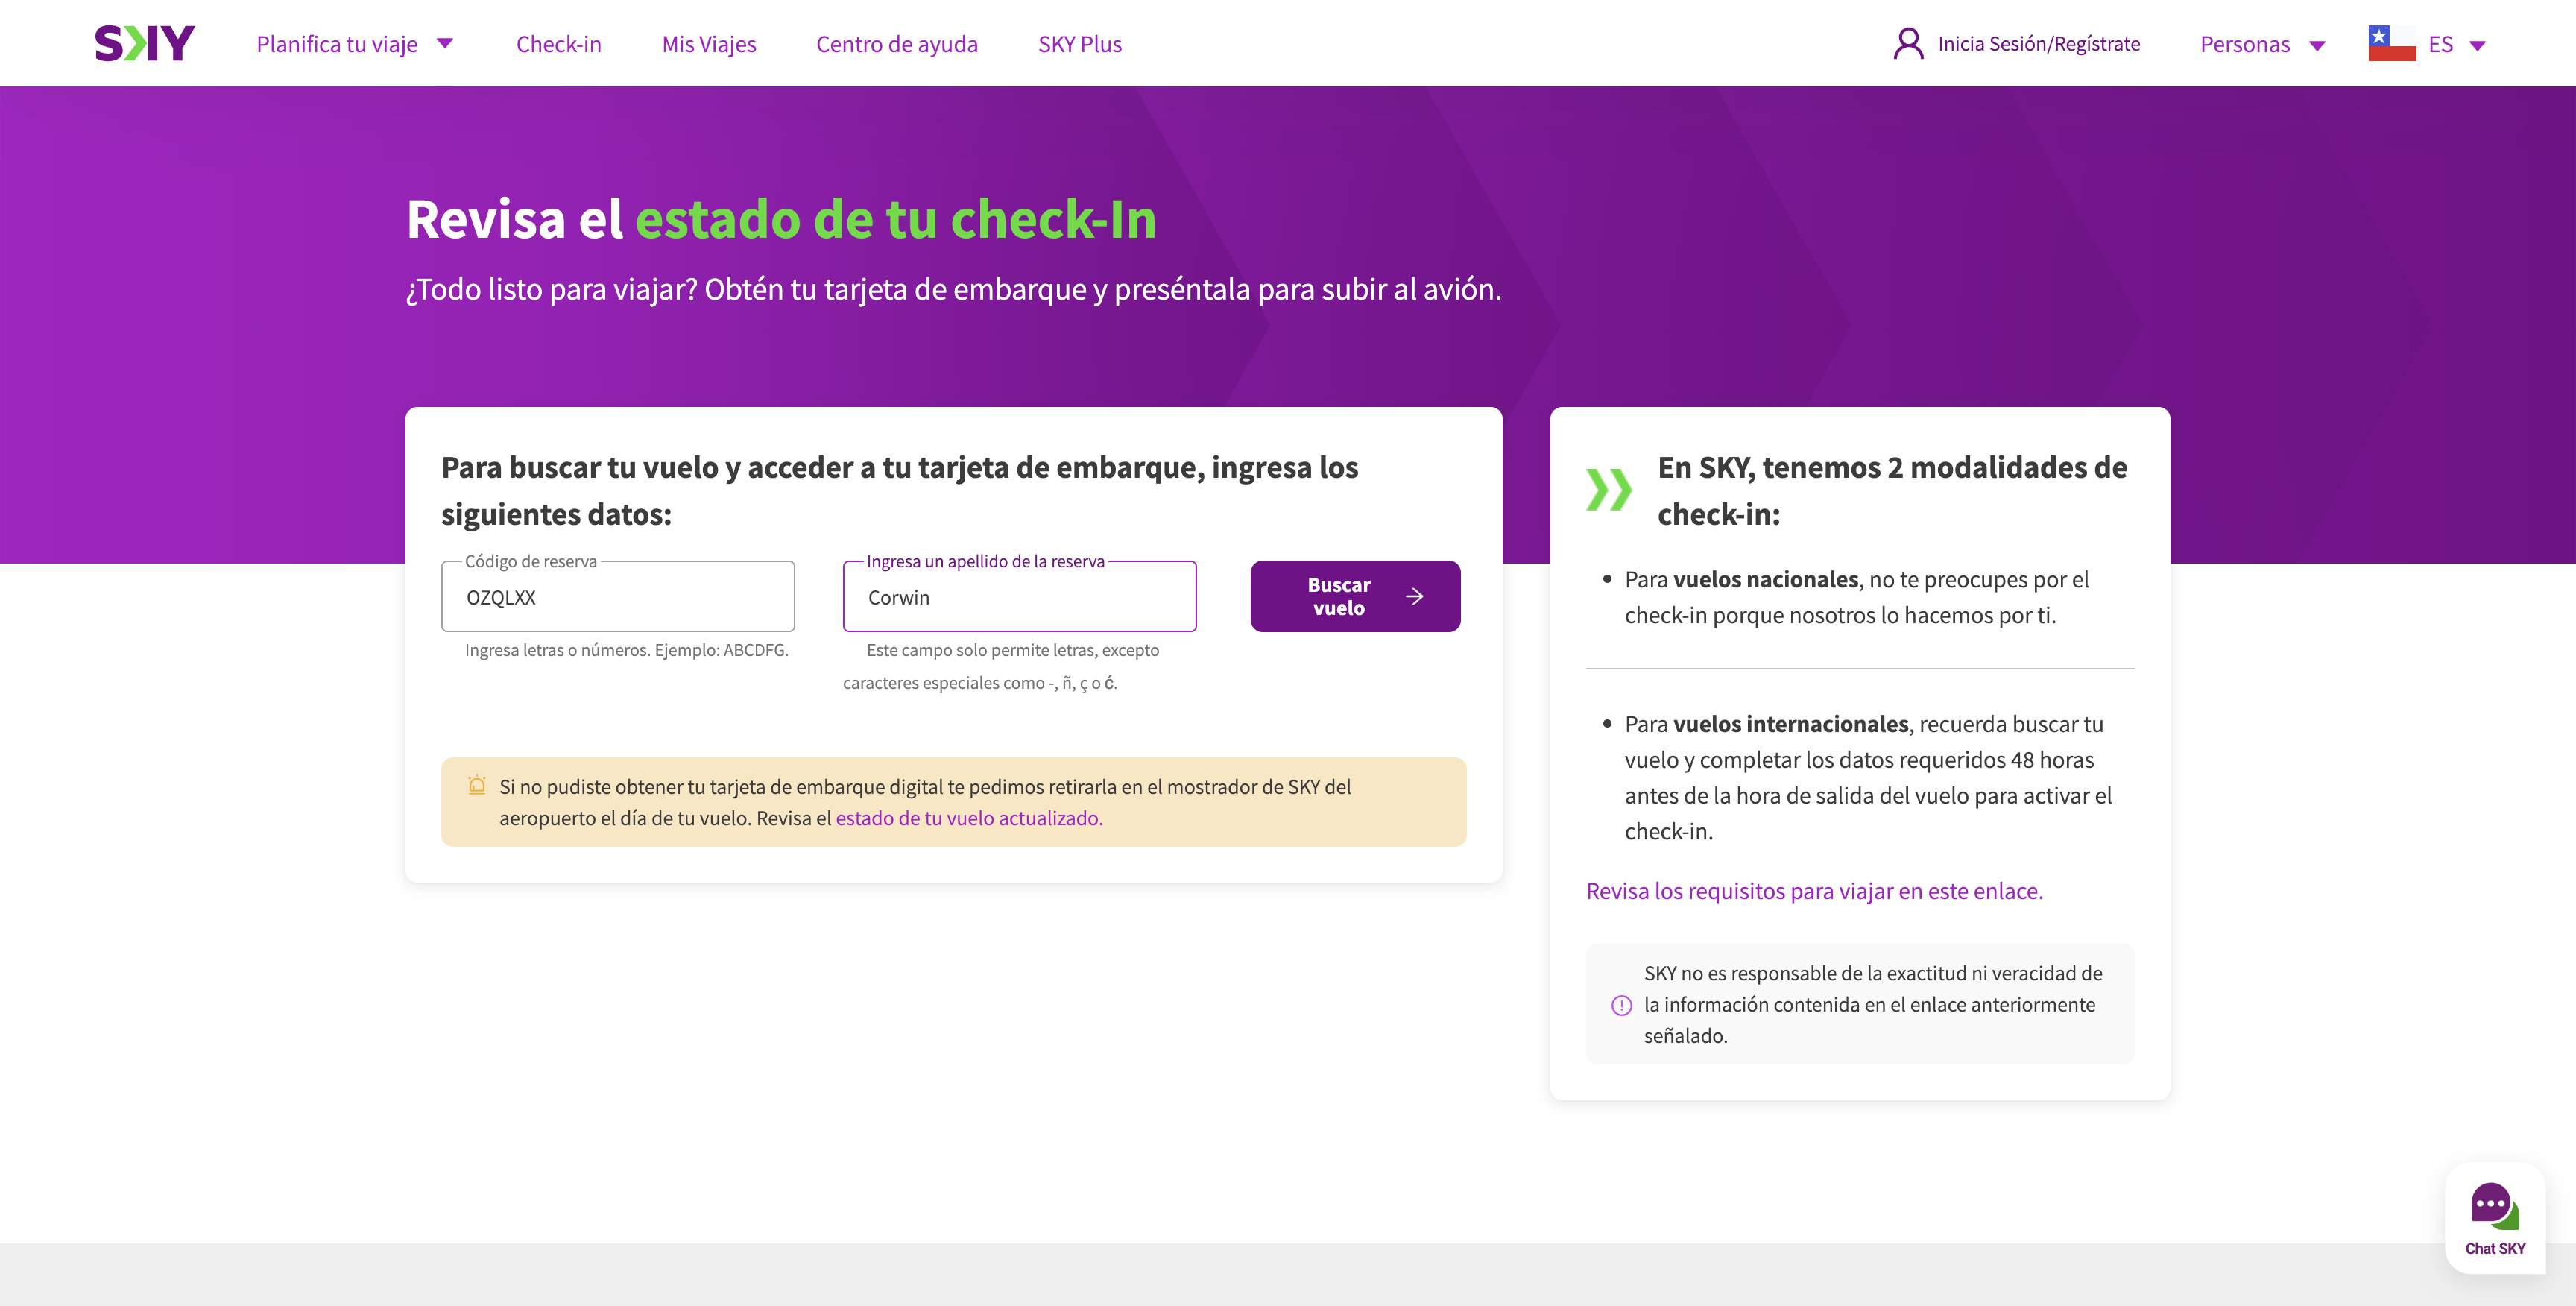 SKY
Planifica tu viaje
Check-in
Mis Viajes
Centro de ayuda
SKY Plus
Inicia Sesión/Regístrate
Personas
ES
Revisa el estado de tu check-In
¿Todo listo para viajar? Obtén tu tarjeta de embarque y preséntala para subir al avión.
Para buscar tu vuelo y acceder a tu tarjeta de embarque, ingresa los
siguientes datos:
Código de reserva
OZQLXX
Ingresa letras o números. Ejemplo: ABCDFG.
Ingresa un apellido de la reserva
Corwin
Este campo solo permite letras, excepto
caracteres especiales como -, ñ, ç o ć.
Buscar
vuelo
Si no pudiste obtener tu tarjeta de embarque digital te pedimos retirarla en el mostrador de SKY del
aeropuerto el día de tu vuelo. Revisa el estado de tu vuelo actualizado.
En SKY, tenemos 2 modalidades de
check-in:
Para vuelos nacionales, no te preocupes por el
check-in porque nosotros lo hacemos por ti.
Para vuelos internacionales, recuerda buscar tu
vuelo y completar los datos requeridos 48 horas
antes de la hora de salida del vuelo para activar el
check-in.
Revisa los requisitos para viajar en este enlace.
SKY no es responsable de la exactitud ni veracidad de
la información contenida en el enlace anteriormente
señalado.
Chat SKY